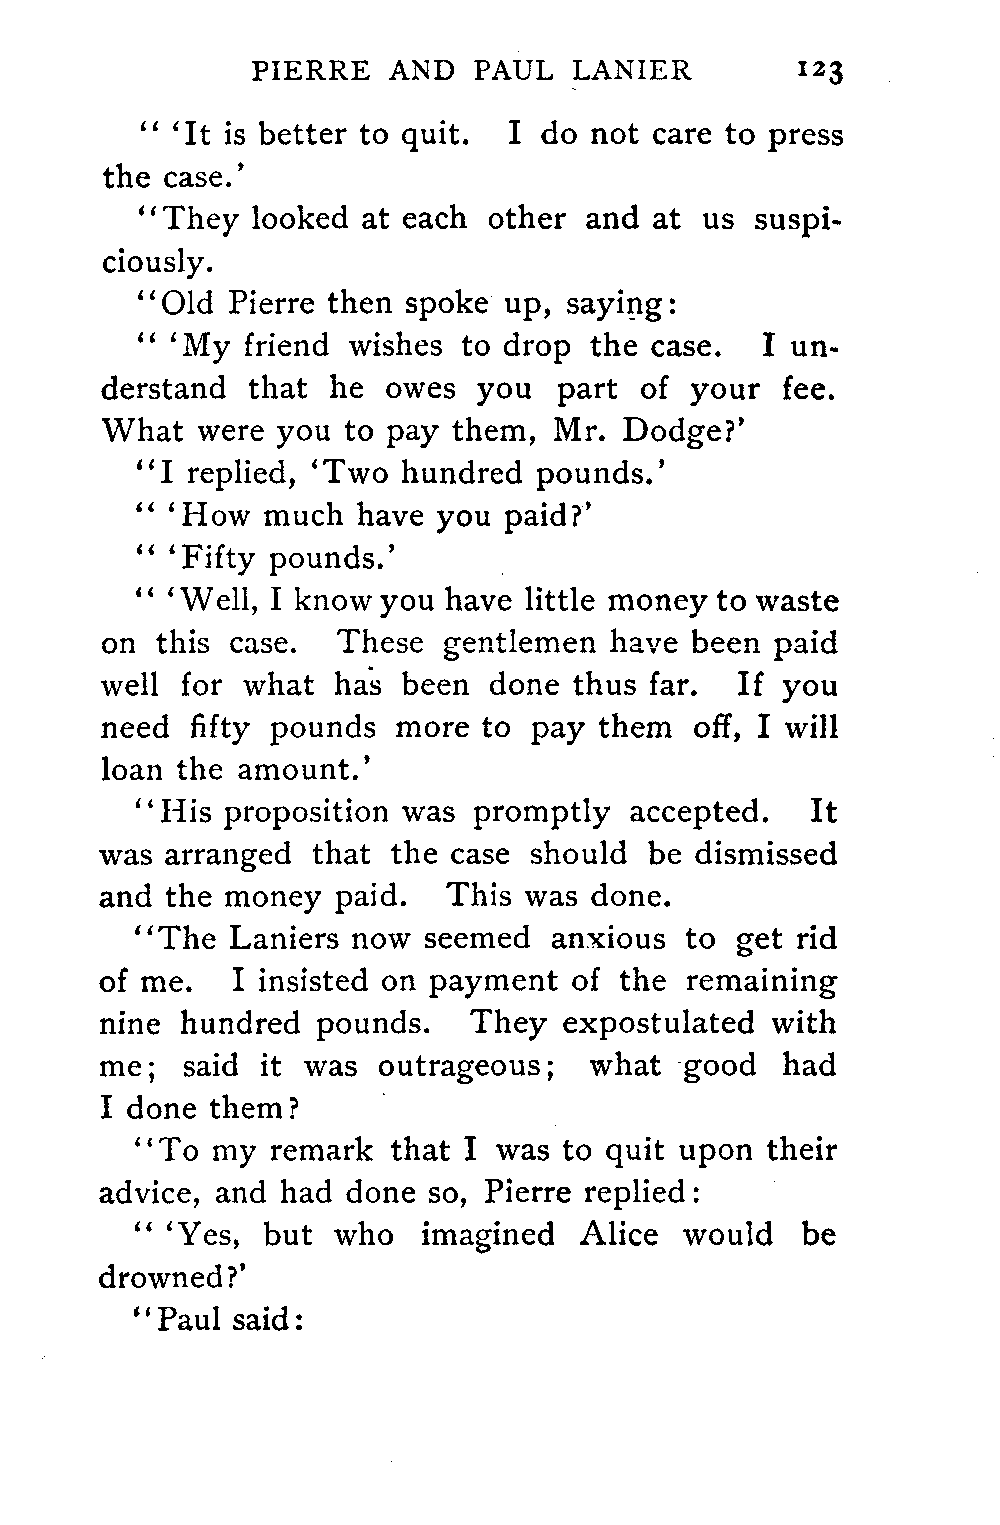 PIERRE AND PAUL LANIER 123
“ ‘It is better to quit. I do not care to press
the case.’
“They looked at each other and at us suspi-
ciously.
“Old Pierre then spoke up, saying:
“ ‘My friend wishes to drop the case. I un-
derstand that he owes you part of your fee.
What were you to pay them, Mr. Dodge?’
“I replied, ‘Two hundred pounds.’
“ ‘How much have you paid?’
“ ‘Fifty pounds.’
“ ‘Well, I know you have little money to waste
on this case. These gentlemen have been paid
well for what has been done thus far. If you
need fifty pounds more to pay them off, I will
loan the amount.’
“His proposition was promptly accepted. It
was arranged that the case should be dismissed
and the money paid. This was done.
“The Laniers now seemed anxious to get rid
of me. I insisted on payment of the remaining
nine hundred pounds. They expostulated with
me; said it was outrageous; what good had
I done them?
“To my remark that I was to quit upon their
advice, and had done so, Pierre replied:
“ ‘Yes, but who imagined Alice would be
drowned?’
“Paul said: